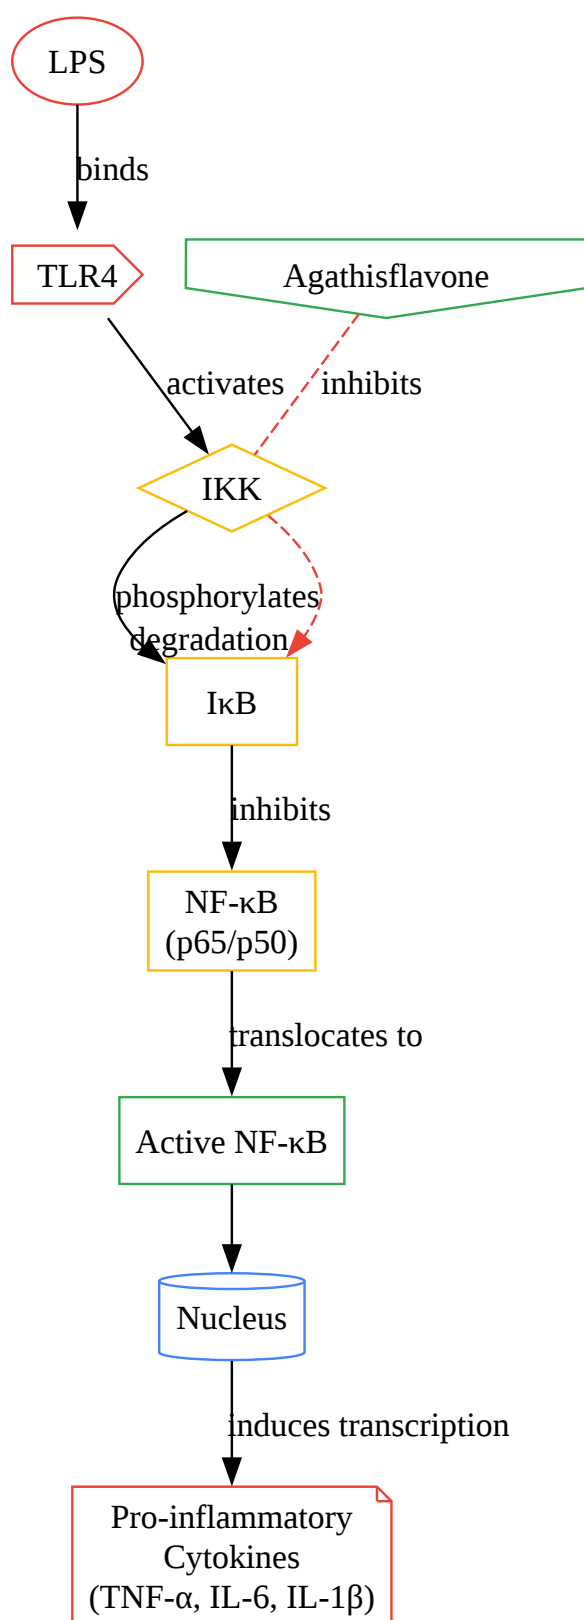 LPS
binds
TLR4
Agathisflavone
activates
inhibits
IKK
phosphorylates
degradation
IκB
inhibits
NF-κB
(p65/p50)
translocates to
Active NF-κB
Nucleus
induces transcription
Pro-inflammatory
Cytokines
(TNF-α, IL-6, IL-1β)